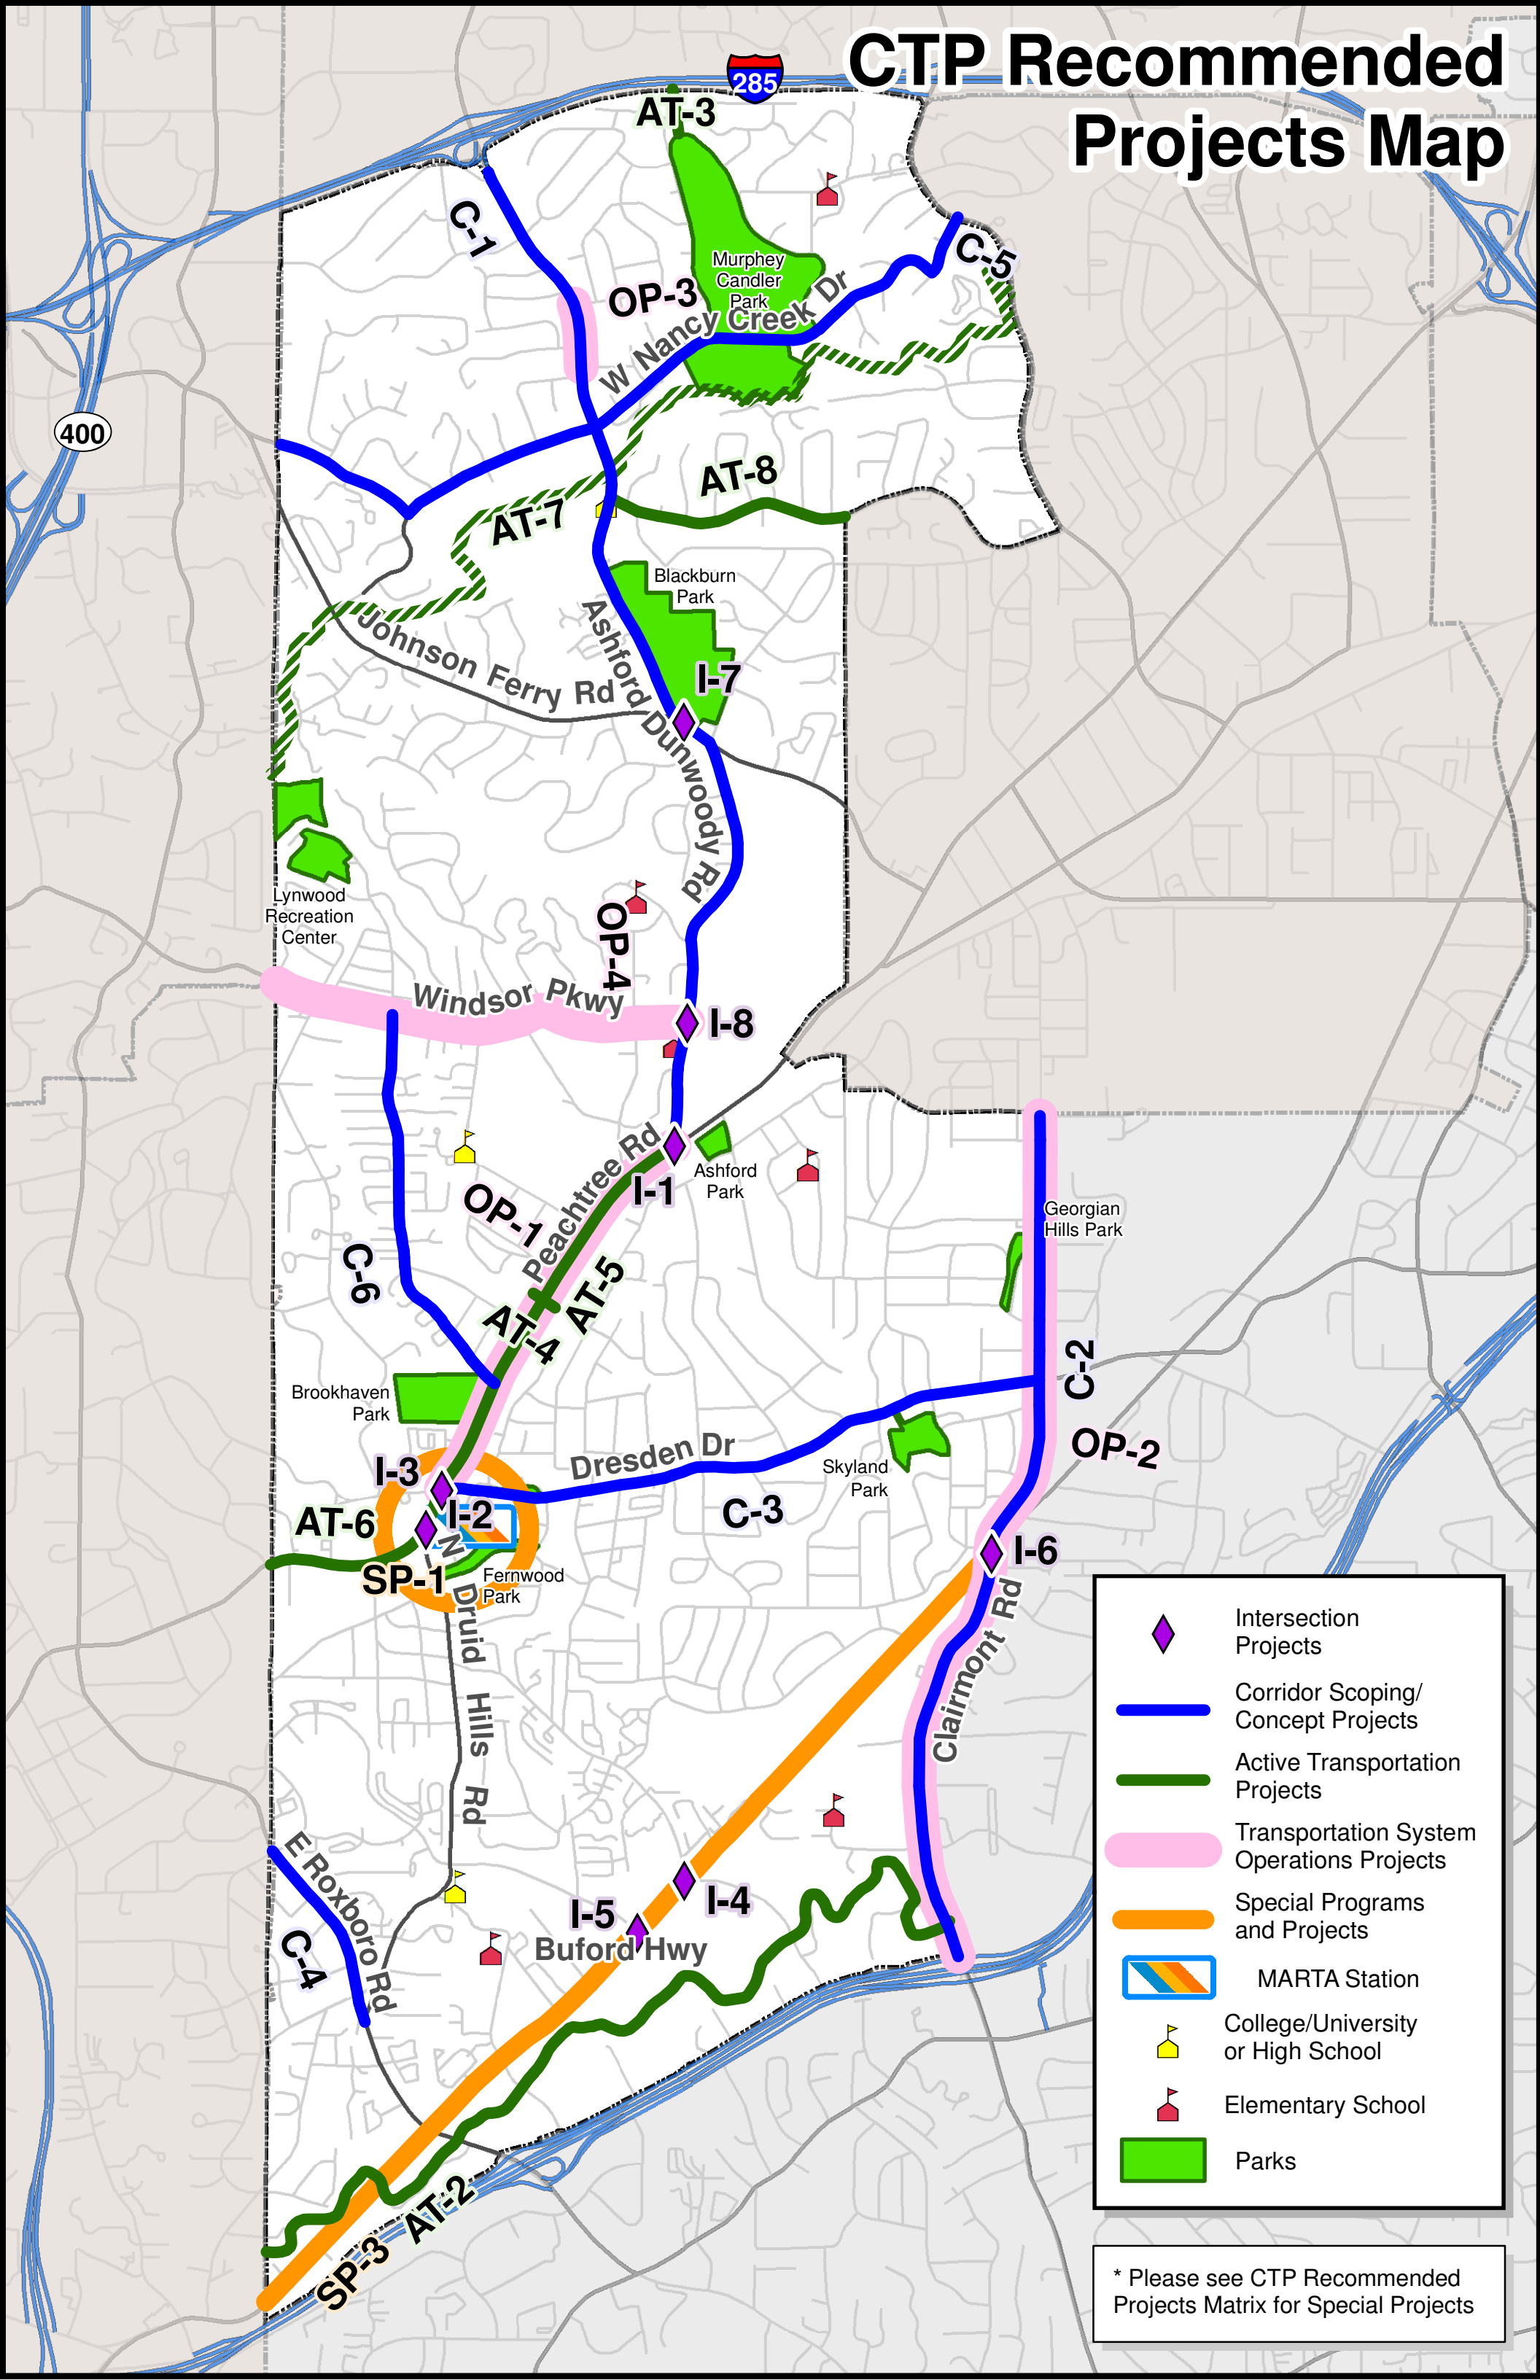 CTP Recommended
Projects Map
285
AT-3
C-1
C-5
OP-3
Murphey
Candler
Park
W Nancy Creek Dr
400
AT-8
AT-7
Blackburn
Park
Johnson Ferry Rd
Ashford Dunwoody Rd
I-7
Lynwood
Recreation
Center
OP-4
Windsor Pkwy
I-8
Peachtree Rd
I-1
Ashford
Park
OP-1
Georgian
Hills Park
C-6
AT-5
AT-4
C-2
Brookhaven
Park
Dresden Dr
OP-2
I-3
Skyland
Park
I-2
C-3
AT-6
I-6
SP-1
Fernwood
Park
N Druid Hills Rd
Clairmont Rd
E Roxboro Rd
I-4
I-5
Buford Hwy
C-4
AT-2
SP-3
Intersection
Projects
Corridor Scoping/
Concept Projects
Active Transportation
Projects
Transportation System
Operations Projects
Special Programs
and Projects
MARTA Station
College/University
or High School
Elementary School
Parks
* Please see CTP Recommended
Projects Matrix for Special Projects